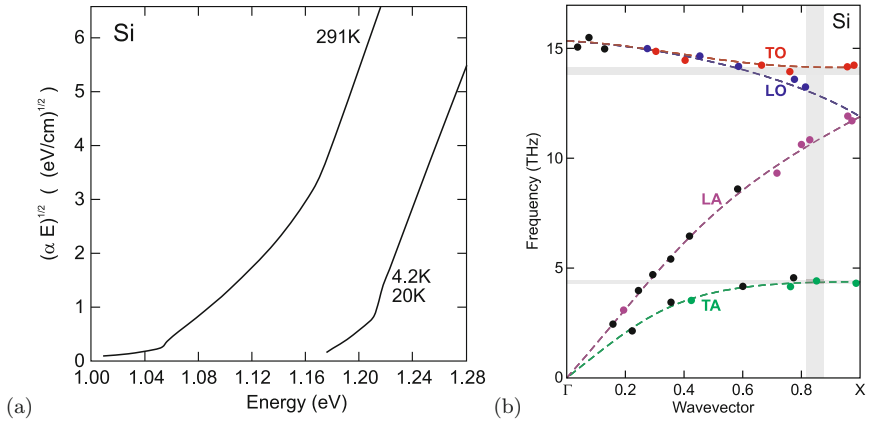 Si
291K
4.2K
20K
(α E)^1/2 ( (eV/cm)^1/2)
6
5
4
3
2
1
0
1.00 1.04 1.08 1.12 1.16 1.20 1.24 1.28
Energy (eV)
(a)
Si
TO
LO
LA
TA
Frequency (THz)
15
10
5
0
Γ 0.2 0.4 0.6 0.8 X
Wavevector
(b)